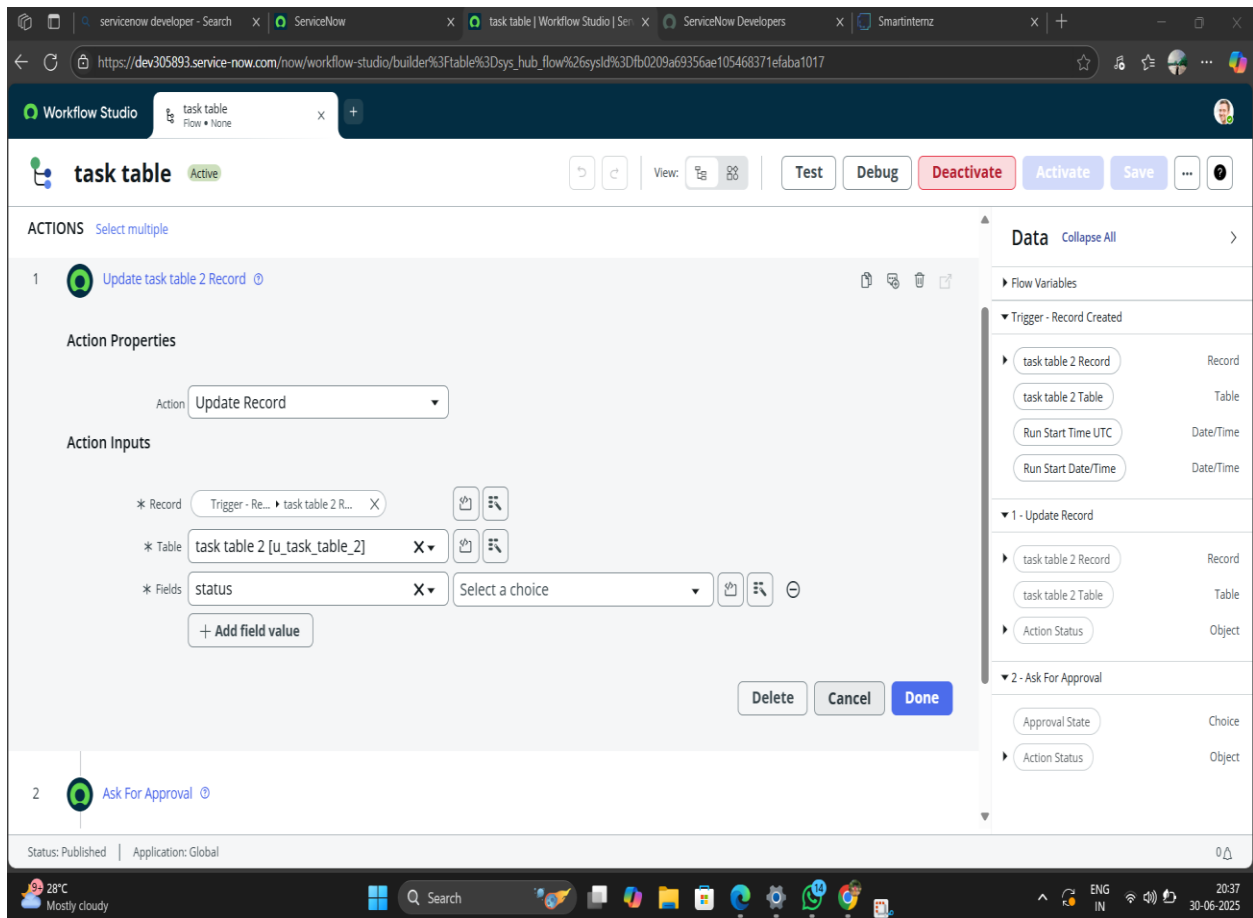 servicenow developer - Search
ServiceNow
task table | Workflow Studio | Ser
ServiceNow Developers
Smartinternz
https://dev305893.service-now.com/now/workflow-studio/builder%3Ftable%3Dsys_hub_flow%26sysId%3Dfb0209a69356ae105468371efaba1017
Workflow Studio
task table
Flow • None
task table Active
View:
Test
Debug
Deactivate
Activate
Save
ACTIONS Select multiple
1 Update task table 2 Record
Action Properties
Action Update Record
Action Inputs
* Record Trigger - Re... ▸ task table 2 R... X
* Table task table 2 [u_task_table_2] X
* Fields status X Select a choice
+ Add field value
Delete Cancel Done
2 Ask For Approval
Data Collapse All
Flow Variables
Trigger - Record Created
task table 2 Record Record
task table 2 Table Table
Run Start Time UTC Date/Time
Run Start Date/Time Date/Time
1 - Update Record
task table 2 Record Record
task table 2 Table Table
Action Status Object
2 - Ask For Approval
Approval State Choice
Action Status Object
Status: Published | Application: Global
0
9+ 28°C
Mostly cloudy
Search
14
ENG
IN
20:37
30-06-2025